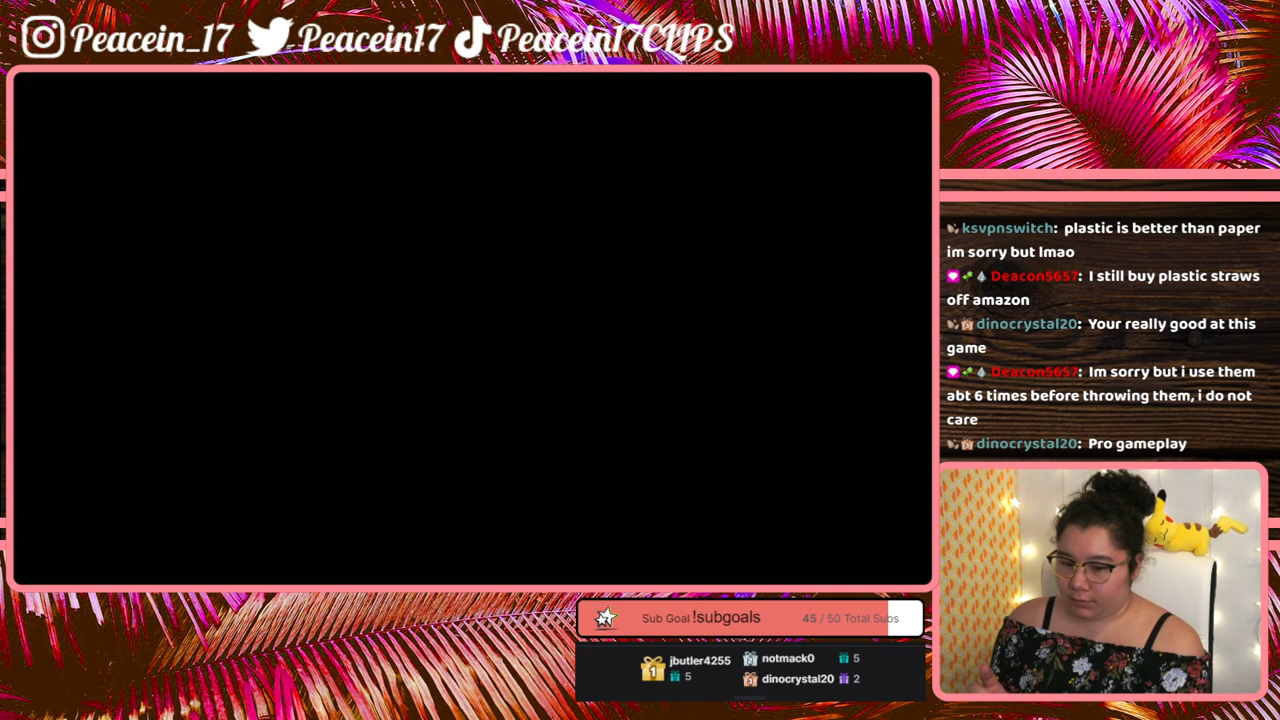 Peacein_17 Peacein17 Peacein17ClIPS
ksvpnswitch: plastic is better than paper
im sorry but lmao
Deacon5657: I still buy plastic straws
off amazon
dinocrystal20: Your really good at this
game
Deacon5657: Im sorry but i use them
abt 6 times before throwing them, i do not
care
dinocrystal20: Pro gameplay
Sub Goal !subgoals 45 / 50 Total Subs
1 jbutler4255 5
2 notmack0 5
3 dinocrystal20 2